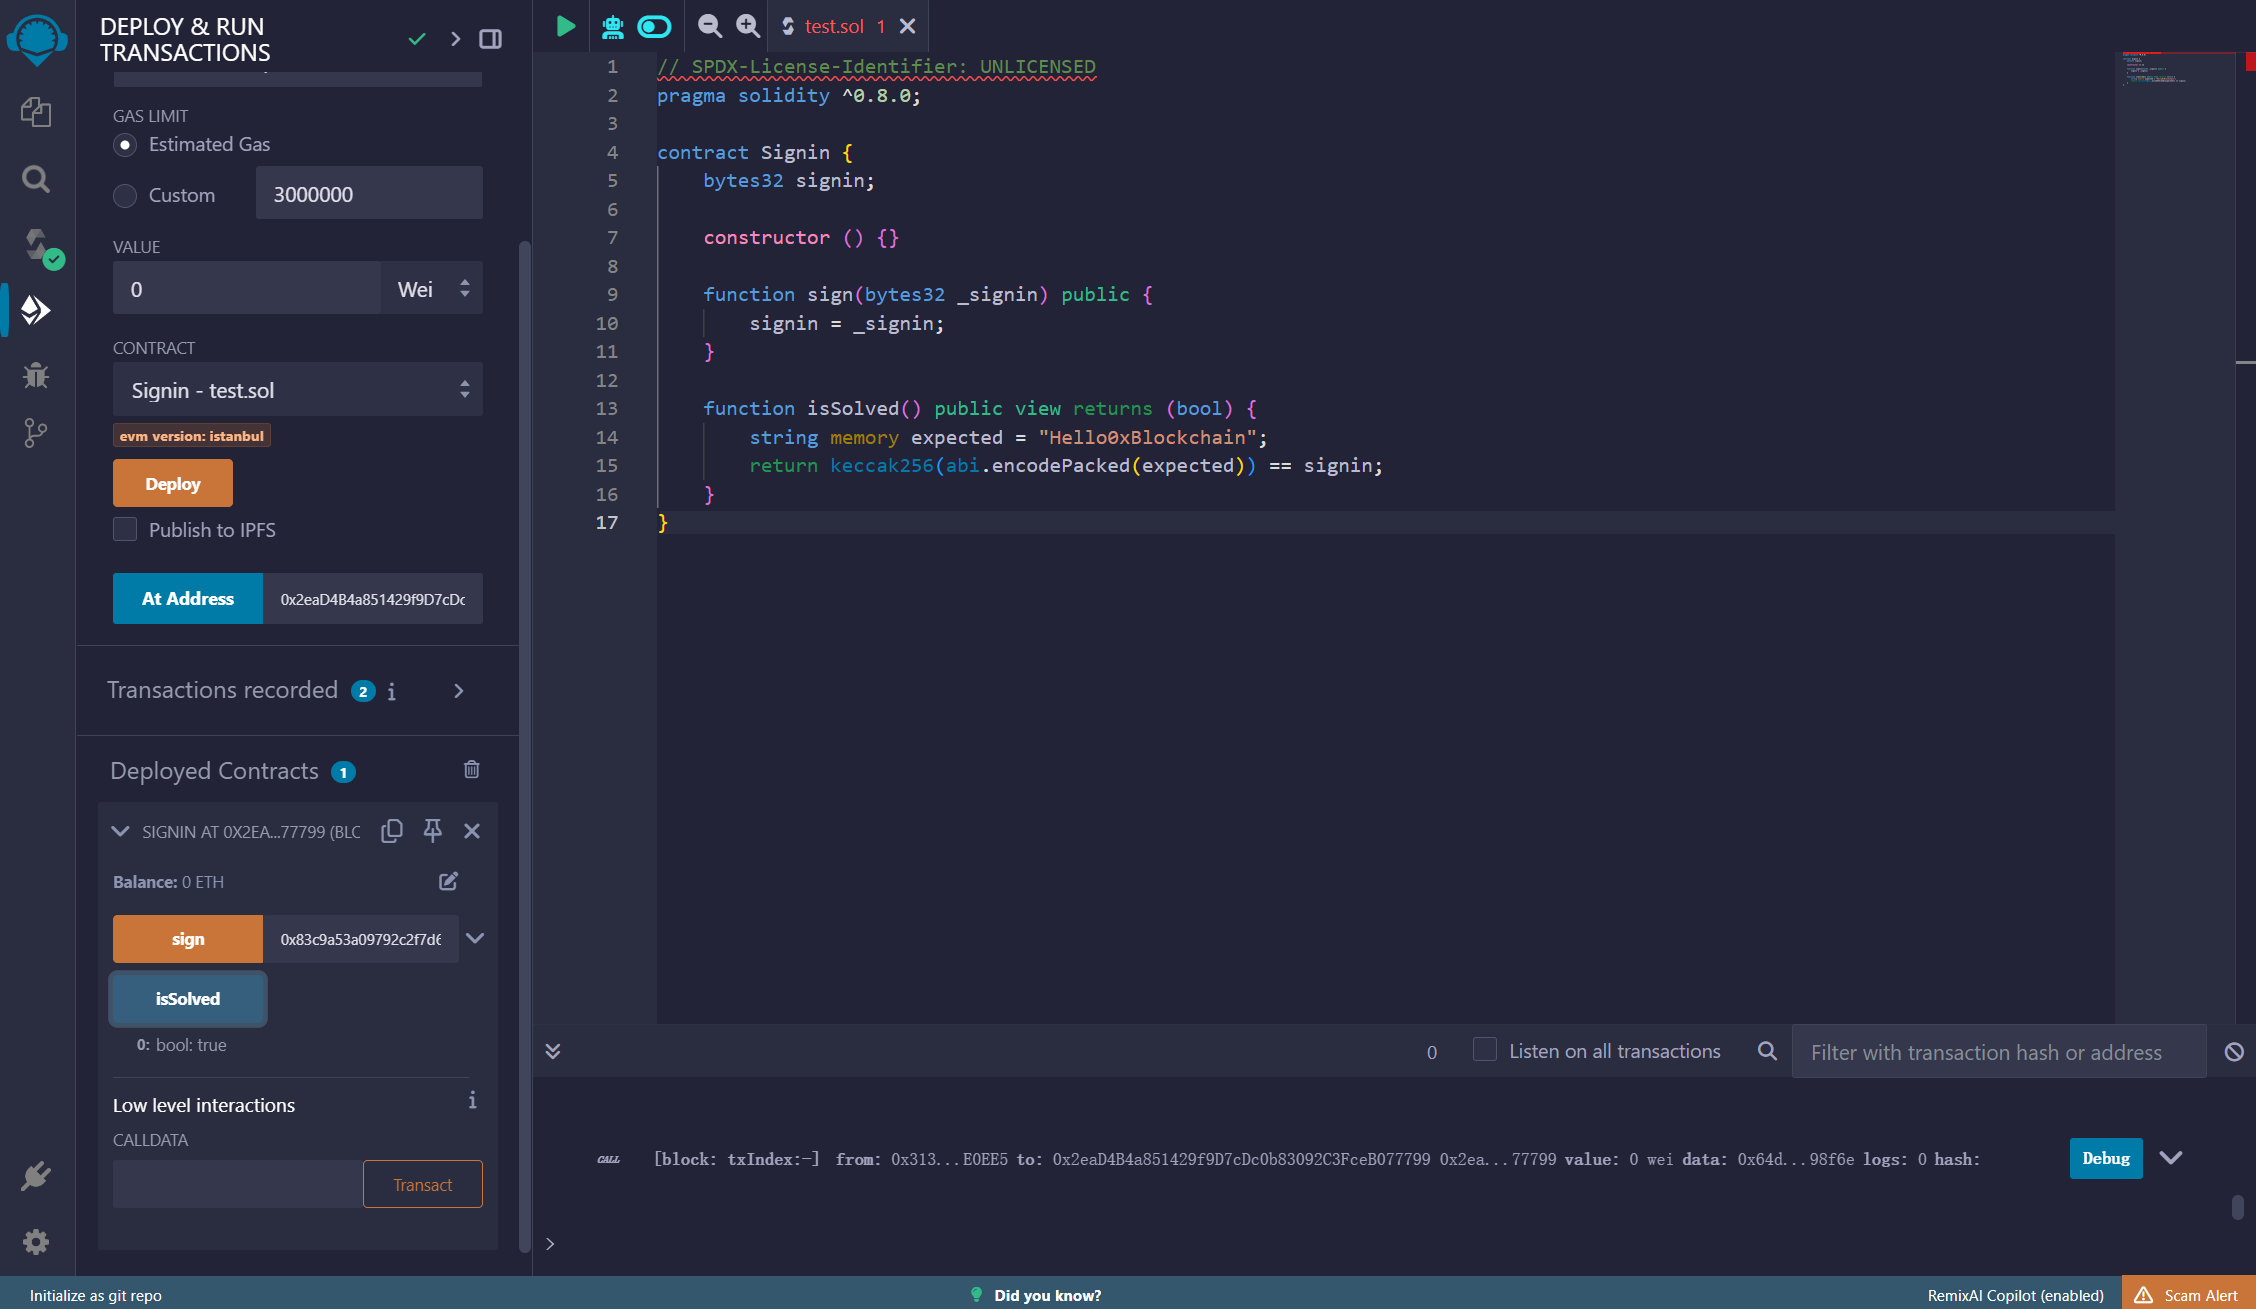 DEPLOY & RUN
TRANSACTIONS
GAS LIMIT
Estimated Gas
Custom
3000000
VALUE
0
Wei
CONTRACT
Signin - test.sol
evm version: istanbul
Deploy
Publish to IPFS
At Address
0x2eaD4B4a851429f9D7cDc
Transactions recorded 2 i
Deployed Contracts 1
SIGNIN AT 0X2EA...77799 (BLC
Balance: 0 ETH
sign
0x83c9a53a09792c2f7d6
isSolved
0: bool: true
Low level interactions
i
CALLDATA
Transact
test.sol 1
1 // SPDX-License-Identifier: UNLICENSED
2 pragma solidity ^0.8.0;
3
4 contract Signin {
5 bytes32 signin;
6
7 constructor () {}
8
9 function sign(bytes32 _signin) public {
10 signin = _signin;
11 }
12
13 function isSolved() public view returns (bool) {
14 string memory expected = "Hello0xBlockchain";
15 return keccak256(abi.encodePacked(expected)) == signin;
16 }
17 }
0
Listen on all transactions
Filter with transaction hash or address
CALL [block: txIndex:-] from: 0x313...E0EE5 to: 0x2eaD4B4a851429f9D7cDc0b83092C3FceB077799 0x2ea...77799 value: 0 wei data: 0x64d...98f6e logs: 0 hash:
Debug
>
Initialize as git repo
Did you know?
RemixAI Copilot (enabled)
Scam Alert